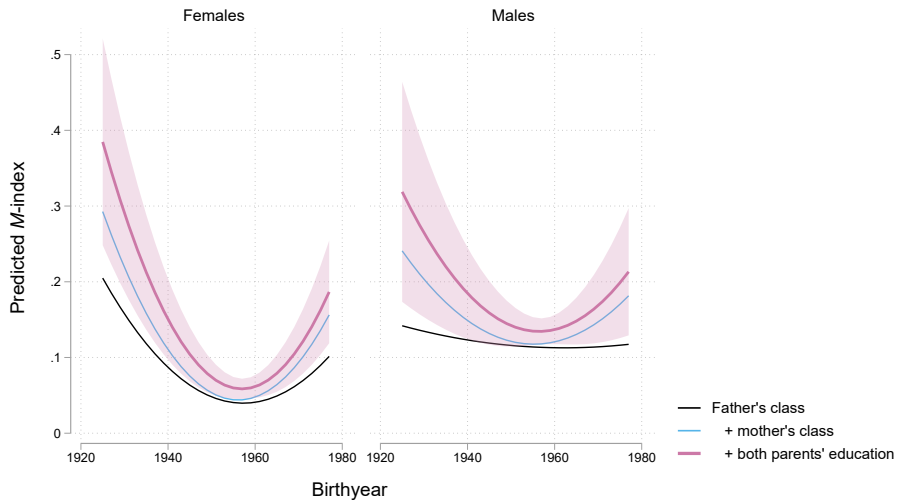 Females
Males
.5
.4
.3
.2
.1
0
Predicted M-index
1920 1940 1960 1980
1920 1940 1960 1980
Birthyear
Father's class
+ mother's class
+ both parents' education